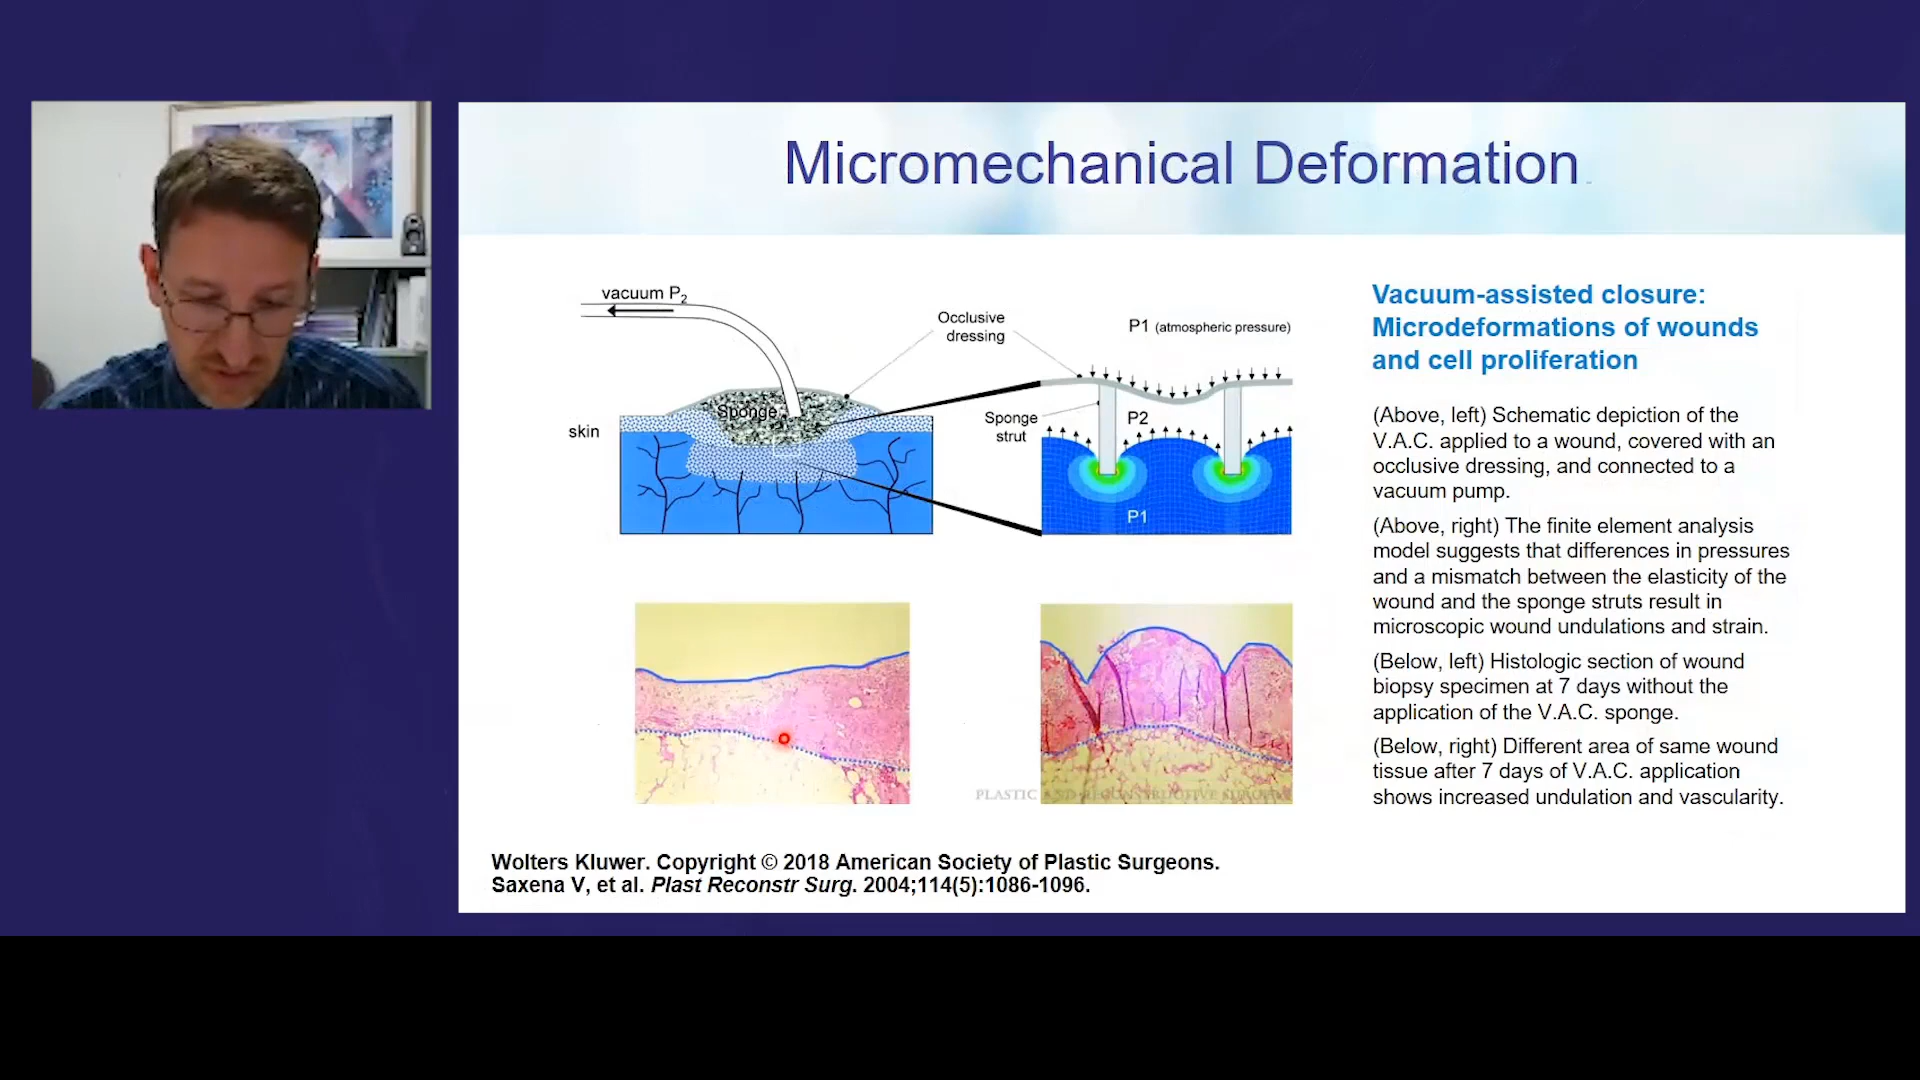 Micromechanical Deformation
vacuum P2
Occlusive
dressing
P1 (atmospheric pressure)
Sponge
Sponge
strut
P2
skin
P1
PLASTIC AND RECONSTRUCTIVE SURGERY
Vacuum-assisted closure:
Microdeformations of wounds
and cell proliferation
(Above, left) Schematic depiction of the
V.A.C. applied to a wound, covered with an
occlusive dressing, and connected to a
vacuum pump.
(Above, right) The finite element analysis
model suggests that differences in pressures
and a mismatch between the elasticity of the
wound and the sponge struts result in
microscopic wound undulations and strain.
(Below, left) Histologic section of wound
biopsy specimen at 7 days without the
application of the V.A.C. sponge.
(Below, right) Different area of same wound
tissue after 7 days of V.A.C. application
shows increased undulation and vascularity.
Wolters Kluwer. Copyright © 2018 American Society of Plastic Surgeons.
Saxena V, et al. Plast Reconstr Surg. 2004;114(5):1086-1096.